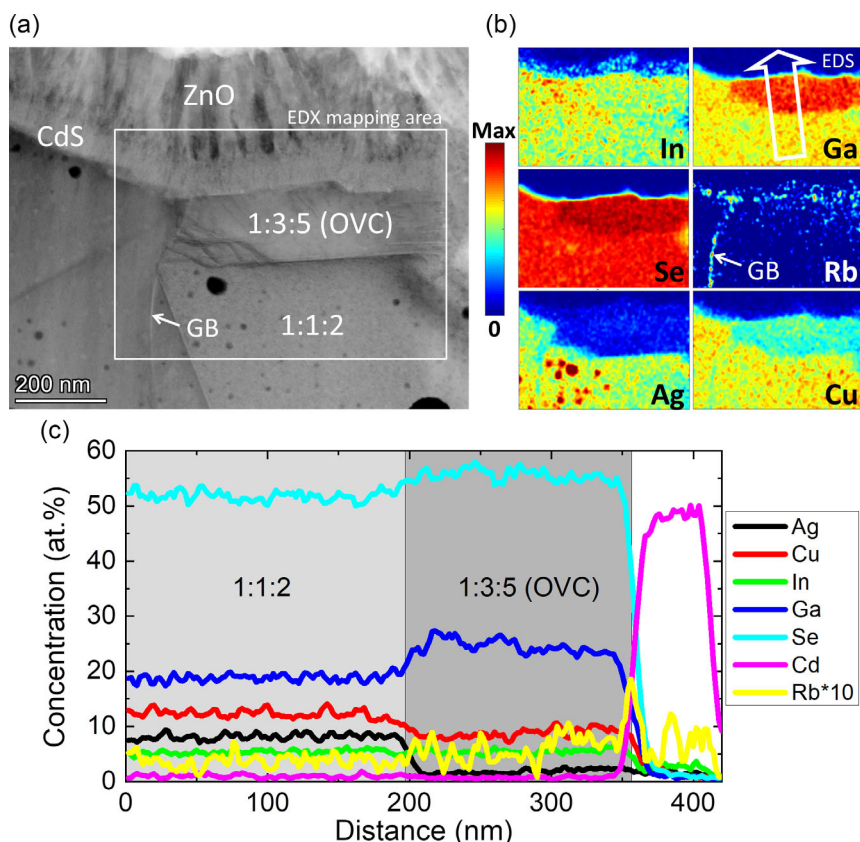 (a)
ZnO
EDX mapping area
CdS
1:3:5 (OVC)
1:1:2
GB
200 nm
(b)
Max
0
In
EDS
Ga
Se
GB
Rb
Ag
Cu
(c)
60
50
40
30
20
10
0
Concentration (at.%)
1:1:2
1:3:5 (OVC)
0
100
200
300
400
Distance (nm)
Ag
Cu
In
Ga
Se
Cd
Rb*10